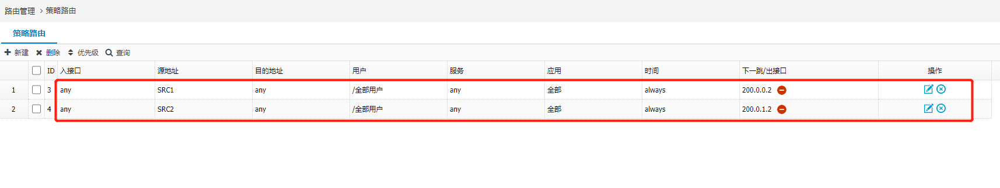 路由管理 > 策略路由
策略路由
新建 删除 优先级 查询
ID 入接口 源地址 目的地址 用户 服务 应用 时间 下一跳/出接口 操作
1 3 any SRC1 any /全部用户 any 全部 always 200.0.0.2
2 4 any SRC2 any /全部用户 any 全部 always 200.0.1.2